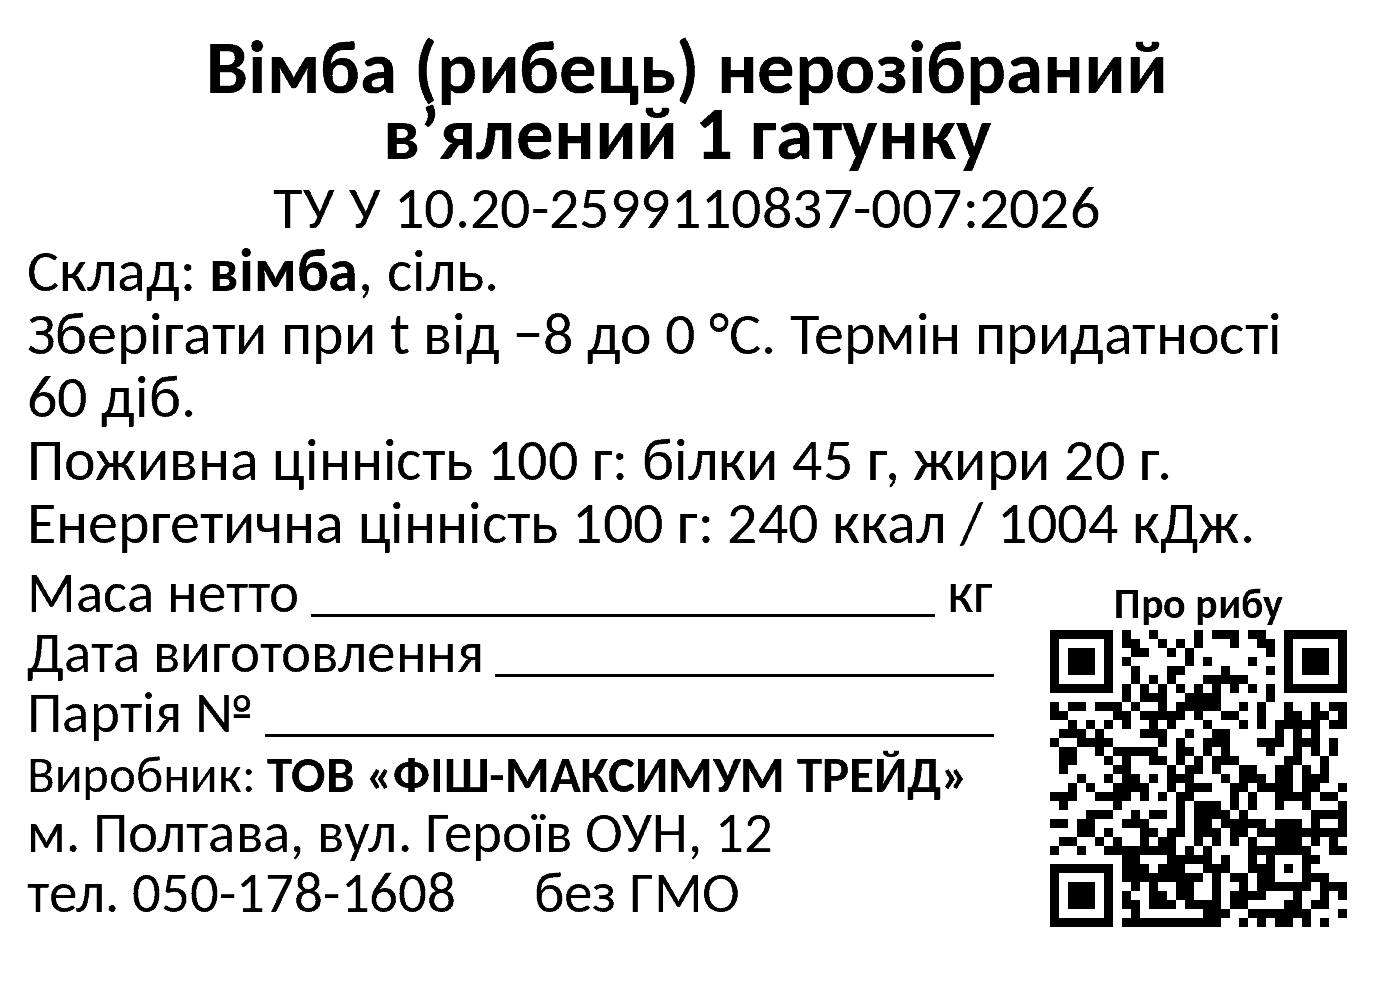 Вімба (рибець) нерозібраний
в’ялений 1 гатунку
ТУ У 10.20-2599110837-007:2026
Склад: вімба, сіль.
Зберігати при t від −8 до 0 °C. Термін придатності
60 діб.
Поживна цінність 100 г: білки 45 г, жири 20 г.
Енергетична цінність 100 г: 240 ккал / 1004 кДж.
Маса нетто ____________________ кг
Дата виготовлення ________________
Партія № _______________________
Про рибу
Виробник: ТОВ «ФІШ-МАКСИМУМ ТРЕЙД»
м. Полтава, вул. Героїв ОУН, 12
тел. 050-178-1608 без ГМО